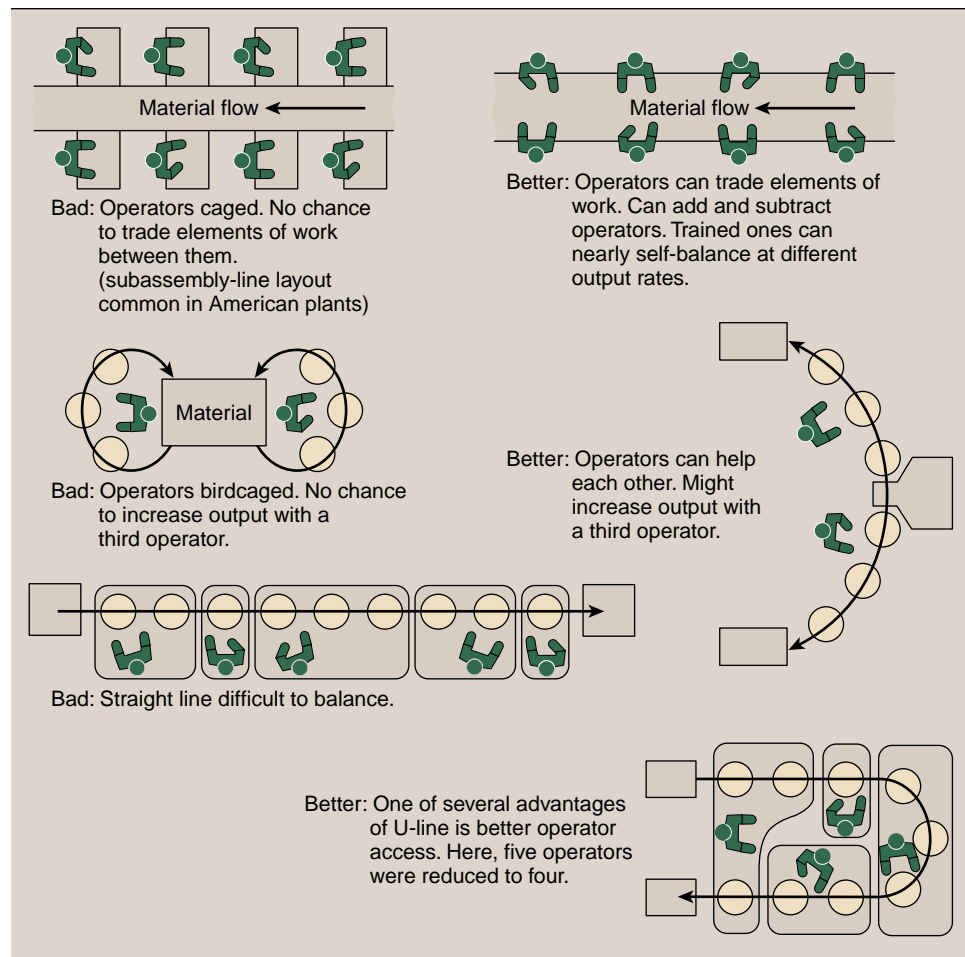 Material flow
Bad: Operators caged. No chance
to trade elements of work
between them.
(subassembly-line layout
common in American plants)
Material flow
Better: Operators can trade elements of
work. Can add and subtract
operators. Trained ones can
nearly self-balance at different
output rates.
Material
Bad: Operators birdcaged. No chance
to increase output with a
third operator.
Better: Operators can help
each other. Might
increase output with
a third operator.
Bad: Straight line difficult to balance.
Better: One of several advantages
of U-line is better operator
access. Here, five operators
were reduced to four.